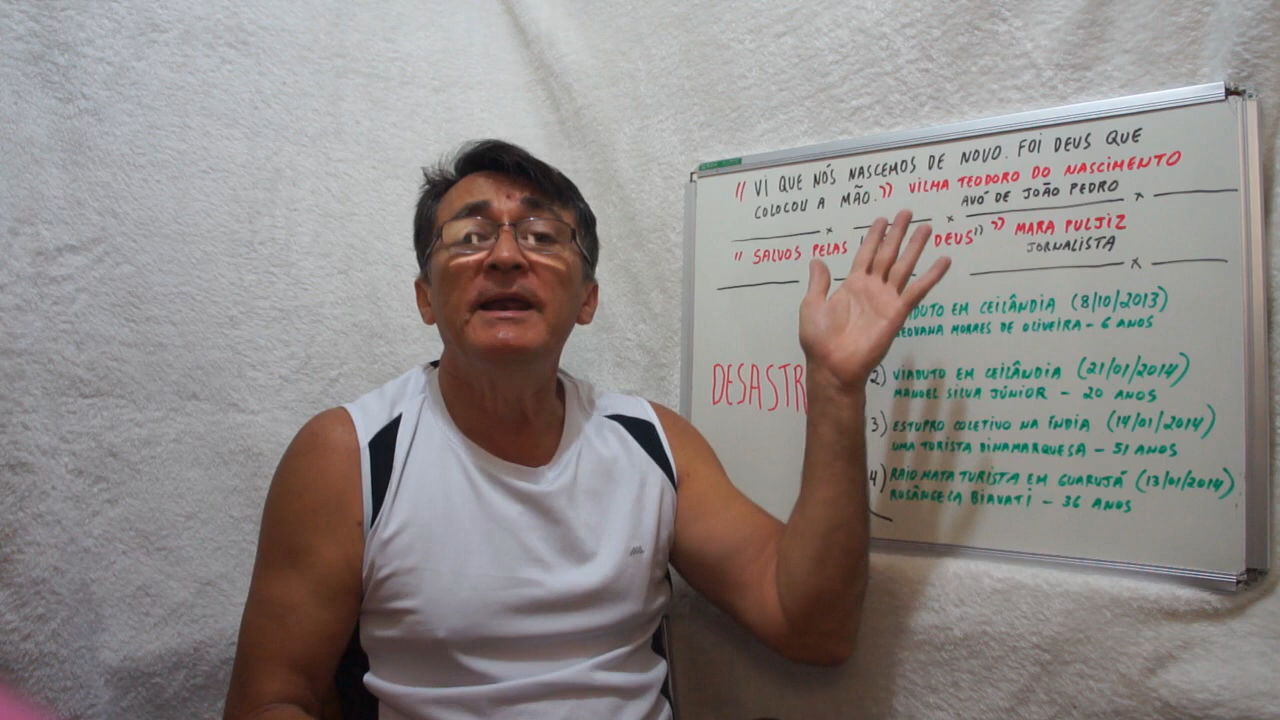 " VI QUE NÓS NASCEMOS DE NOVO. FOI DEUS QUE
COLOCOU A MÃO." VILMA TEODORO DO NASCIMENTO
AVÓ DE JOÃO PEDRO
" SALVOS PELAS DEUS" " MARA PULJIZ
JORNALISTA
DESASTR
DUTO EM CEILÂNDIA (8/10/2013)
EOVANA MORAES DE OLIVEIRA - 6 ANOS
2) VIADUTO EM CEILÂNDIA (21/01/2014)
MANOEL SILVA JÚNIOR - 20 ANOS
3) ESTUPRO COLETIVO NA ÍNDIA (14/01/2014)
UMA TURISTA DINAMARQUESA - 51 ANOS
4) RAIO MATA TURISTA EM GUARUJÁ (13/01/2014)
ROSÂNGELA BIAVATI - 36 ANOS